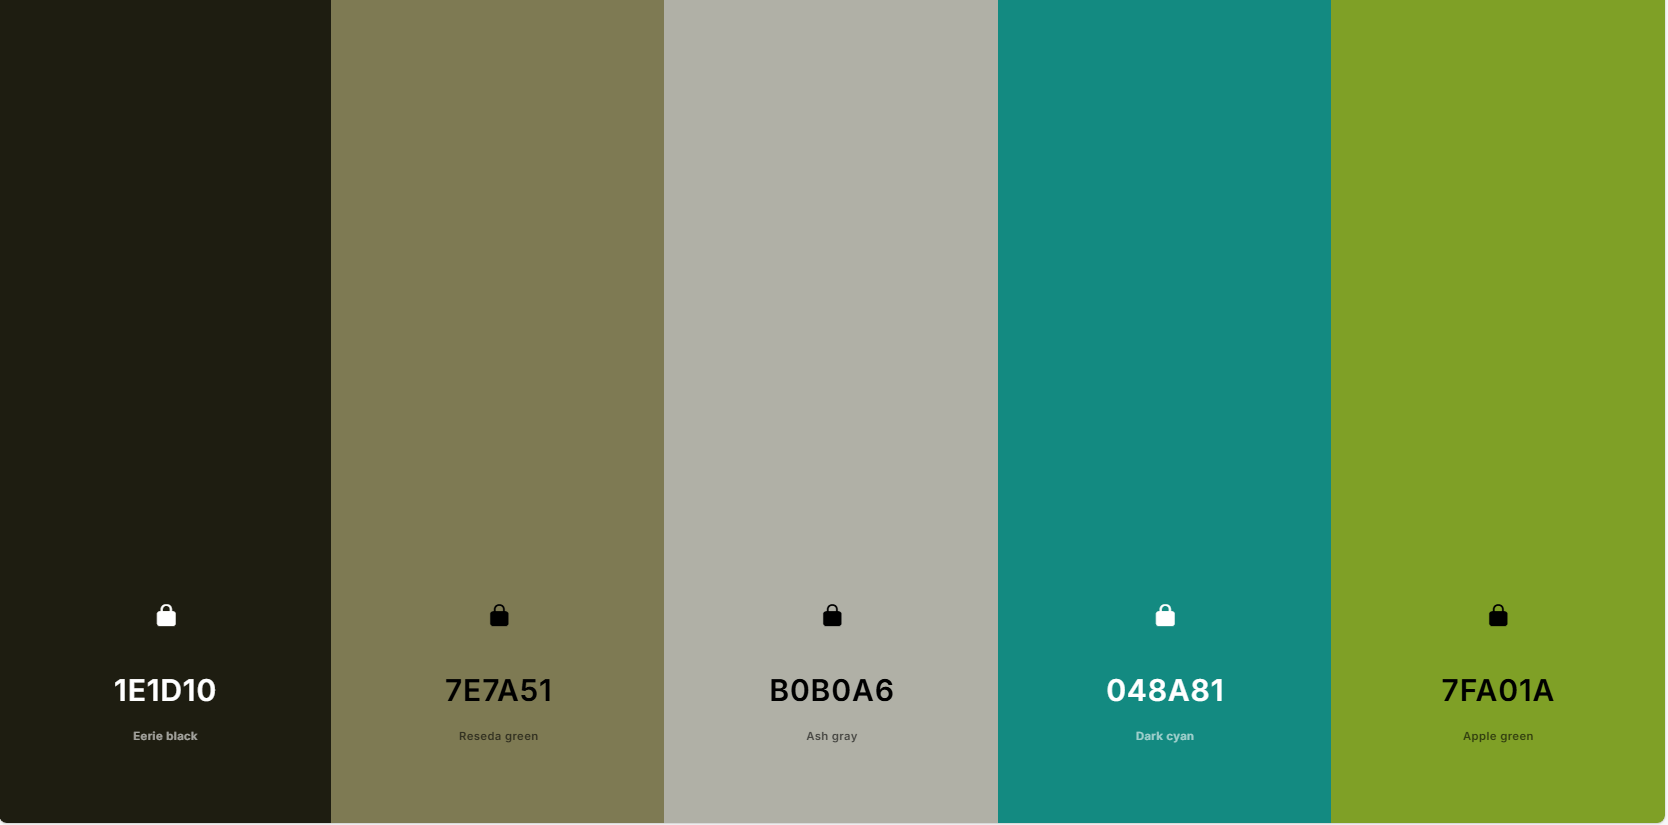 1E1D10
Eerie black
7E7A51
Reseda green
B0B0A6
Ash gray
048A81
Dark cyan
7FA01A
Apple green